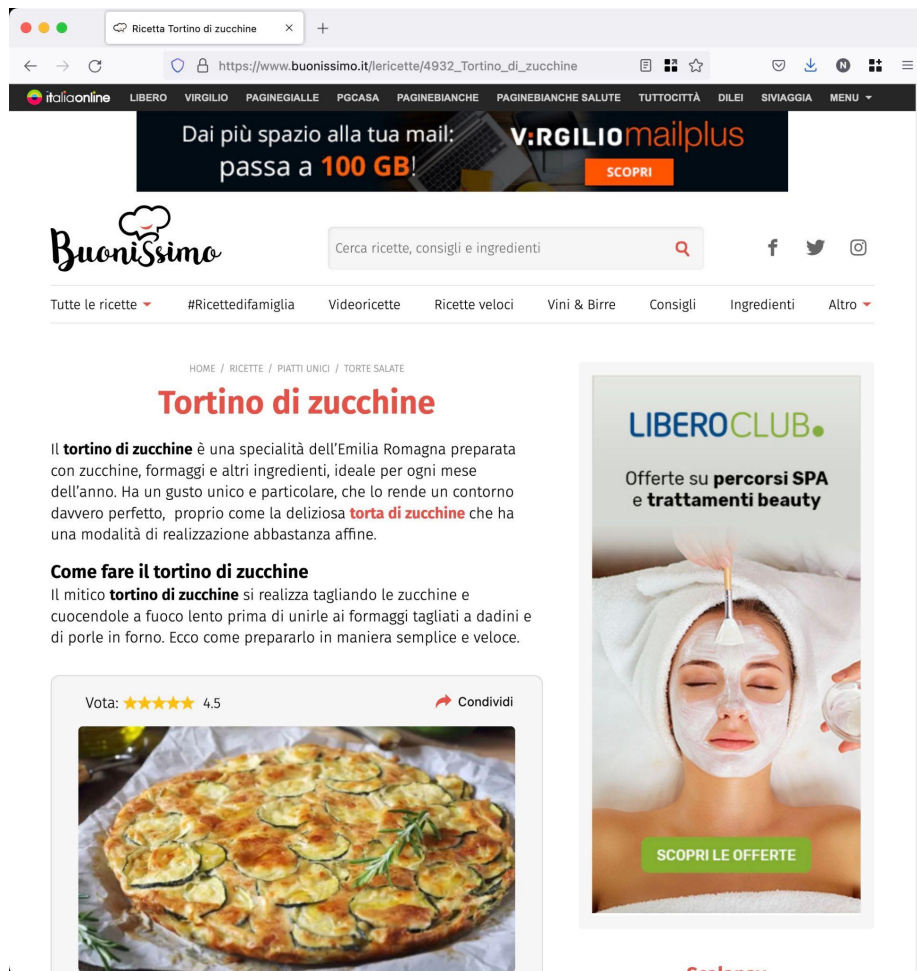 Ricetta Tortino di zucchine
https://www.buonissimo.it/lericette/4932_Tortino_di_zucchine
N
italiaonline LIBERO VIRGILIO PAGINEGIALLE PGCASA PAGINEBIANCHE PAGINEBIANCHE SALUTE TUTTOCITTÀ DILEI SIVIAGGIA MENU
Dai più spazio alla tua mail:
passa a 100 GB!
VIRGILIO mailplus
SCOPRI
BuoniSsimo
Cerca ricette, consigli e ingredienti
Tutte le ricette #Ricettedifamiglia Videoricette Ricette veloci Vini & Birre Consigli Ingredienti Altro
HOME / RICETTE / PIATTI UNICI / TORTE SALATE
Tortino di zucchine
Il tortino di zucchine è una specialità dell'Emilia Romagna preparata
con zucchine, formaggi e altri ingredienti, ideale per ogni mese
dell'anno. Ha un gusto unico e particolare, che lo rende un contorno
davvero perfetto, proprio come la deliziosa torta di zucchine che ha
una modalità di realizzazione abbastanza affine.
Come fare il tortino di zucchine
Il mitico tortino di zucchine si realizza tagliando le zucchine e
cuocendole a fuoco lento prima di unirle ai formaggi tagliati a dadini e
di porle in forno. Ecco come prepararlo in maniera semplice e veloce.
Vota: 4.5 Condividi
LIBEROCLUB
Offerte su percorsi SPA
e trattamenti beauty
SCOPRI LE OFFERTE